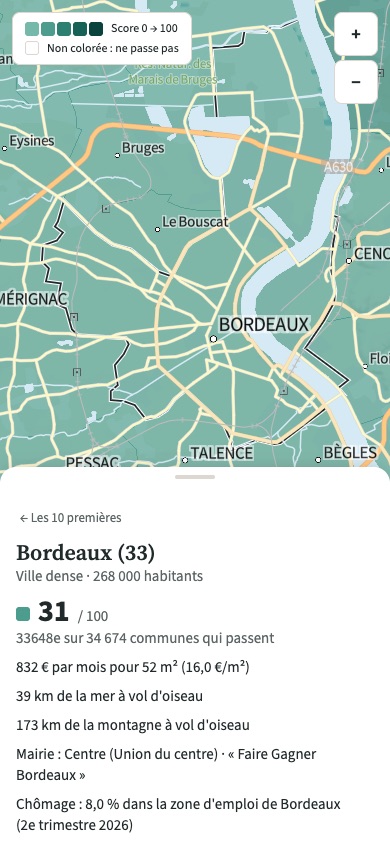 Score 0 → 100
Non colorée : ne passe pas
+
−
Marais de Bruges
Eysines
Bruges
A630
Le Bouscat
CENO
MÉRIGNAC
BORDEAUX
Floi
PESSAC
TALENCE
BÈGLES
← Les 10 premières
Bordeaux (33)
Ville dense · 268 000 habitants
31 / 100
33648e sur 34 674 communes qui passent
832 € par mois pour 52 m² (16,0 €/m²)
39 km de la mer à vol d'oiseau
173 km de la montagne à vol d'oiseau
Mairie : Centre (Union du centre) · « Faire Gagner
Bordeaux »
Chômage : 8,0 % dans la zone d'emploi de Bordeaux
(2e trimestre 2026)